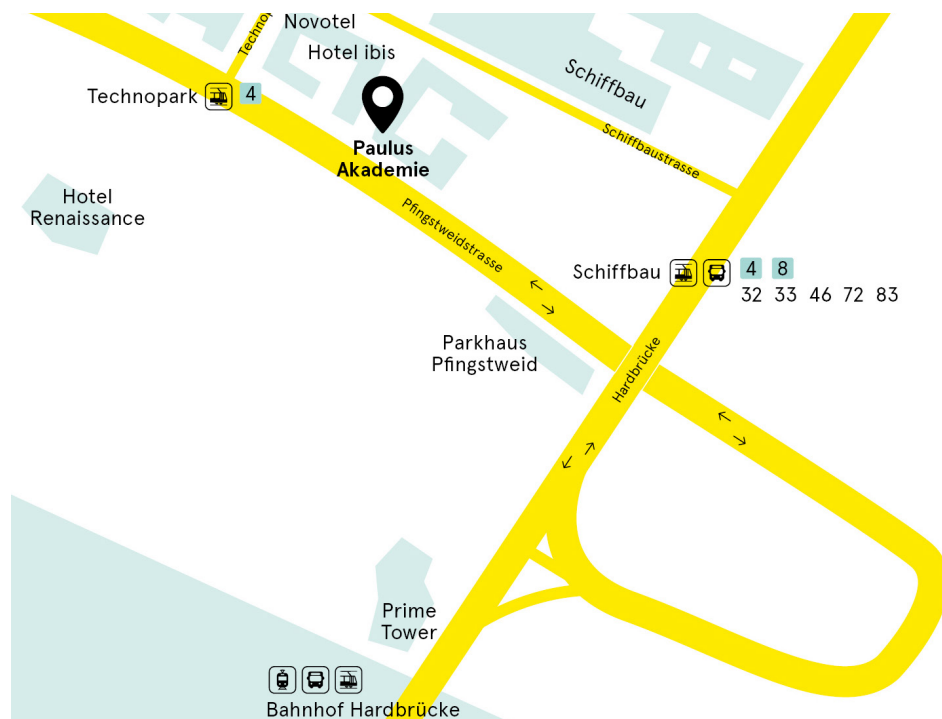 Novotel
Hotel ibis
Technop
Technopark 4
Schiffbau
Paulus
Akademie
Schiffbaustrasse
Hotel
Renaissance
Pfingstweidstrasse
Schiffbau 4 8
32 33 46 72 83
Parkhaus
Pfingstweid
Hardbrücke
Prime
Tower
Bahnhof Hardbrücke